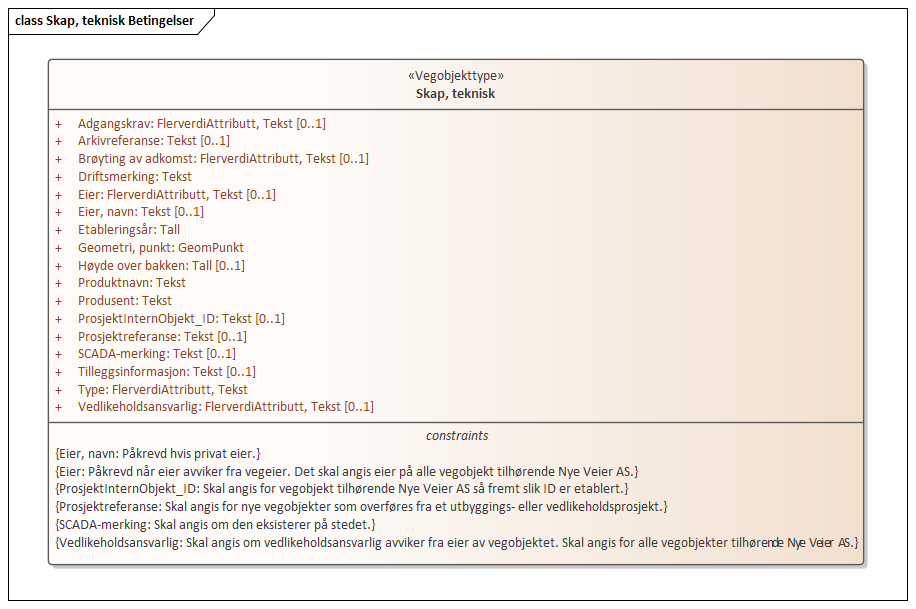 class Skap, teknisk Betingelser
«Vegobjekttype»
Skap, teknisk
+ Adgangskrav: FlerverdiAttributt, Tekst [0..1]
+ Arkivreferanse: Tekst [0..1]
+ Brøyting av adkomst: FlerverdiAttributt, Tekst [0..1]
+ Driftsmerking: Tekst
+ Eier: FlerverdiAttributt, Tekst [0..1]
+ Eier, navn: Tekst [0..1]
+ Etableringsår: Tall
+ Geometri, punkt: GeomPunkt
+ Høyde over bakken: Tall [0..1]
+ Produktnavn: Tekst
+ Produsent: Tekst
+ ProsjektInternObjekt_ID: Tekst [0..1]
+ Prosjektreferanse: Tekst [0..1]
+ SCADA-merking: Tekst [0..1]
+ Tilleggsinformasjon: Tekst [0..1]
+ Type: FlerverdiAttributt, Tekst
+ Vedlikeholdsansvarlig: FlerverdiAttributt, Tekst [0..1]
constraints
{Eier, navn: Påkrevd hvis privat eier.}
{Eier: Påkrevd når eier avviker fra vegeier. Det skal angis eier på alle vegobjekt tilhørende Nye Veier AS.}
{ProsjektInternObjekt_ID: Skal angis for vegobjekt tilhørende Nye Veier AS så fremt slik ID er etablert.}
{Prosjektreferanse: Skal angis for nye vegobjekter som overføres fra et utbyggings- eller vedlikeholdsprosjekt.}
{SCADA-merking: Skal angis om den eksisterer på stedet.}
{Vedlikeholdsansvarlig: Skal angis om vedlikeholdsansvarlig avviker fra eier av vegobjektet. Skal angis for alle vegobjekter tilhørende Nye Veier AS.}